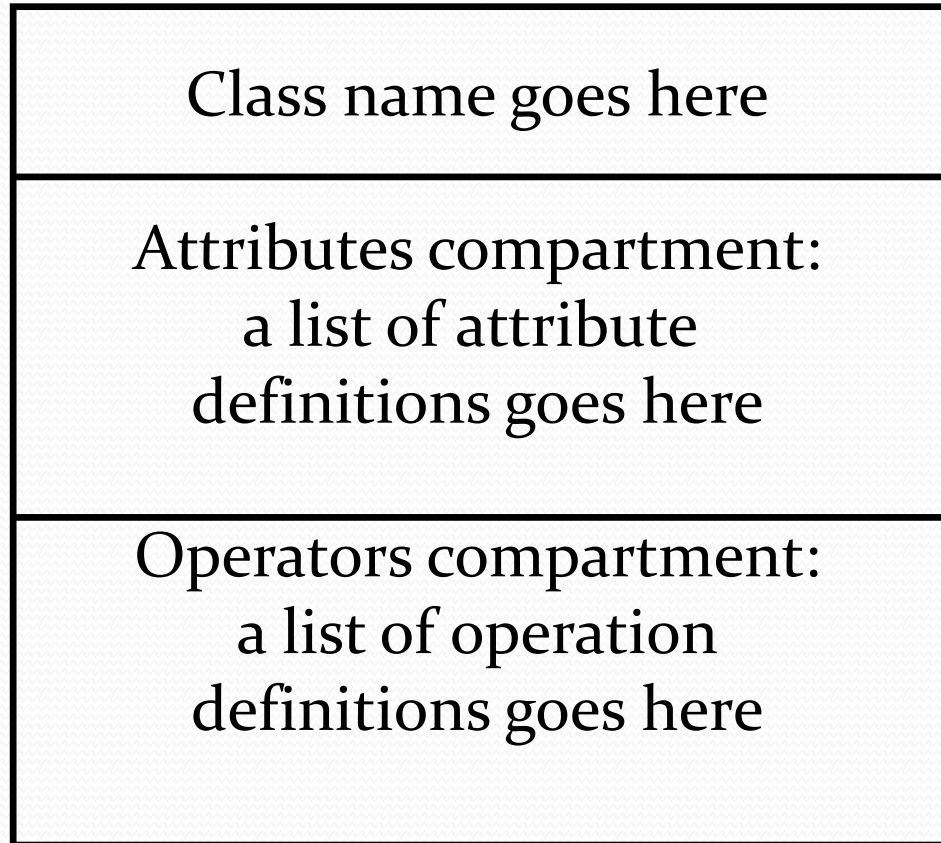 Class name goes here
Attributes compartment:
a list of attribute
definitions goes here
Operators compartment:
a list of operation
definitions goes here